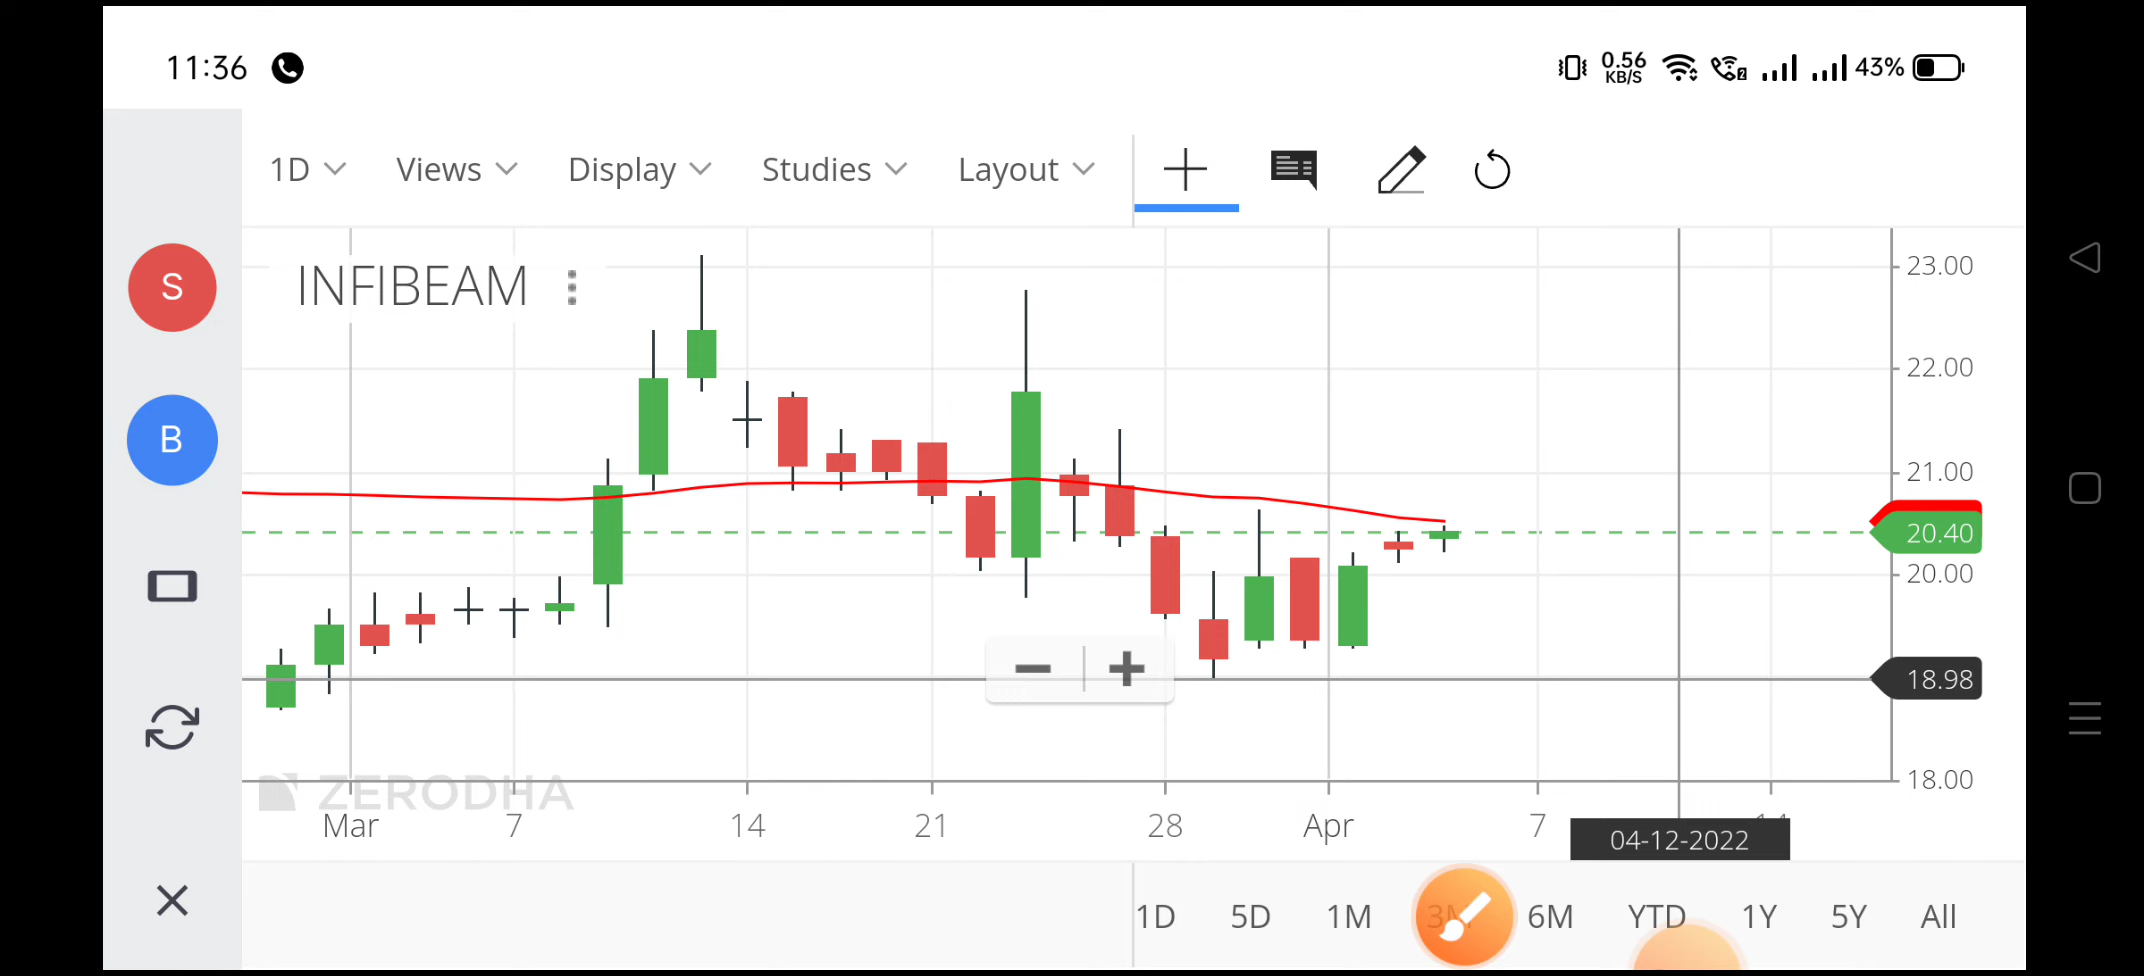 11:36 0.56 KB/S 43%
1D Views Display Studies Layout
S
INFIBEAM
B
23.00
22.00
21.00
20.40
20.00
18.98
18.00
ZERODHA
Mar 7 14 21 28 Apr 7
04-12-2022
1D 5D 1M 3M 6M YTD 1Y 5Y All